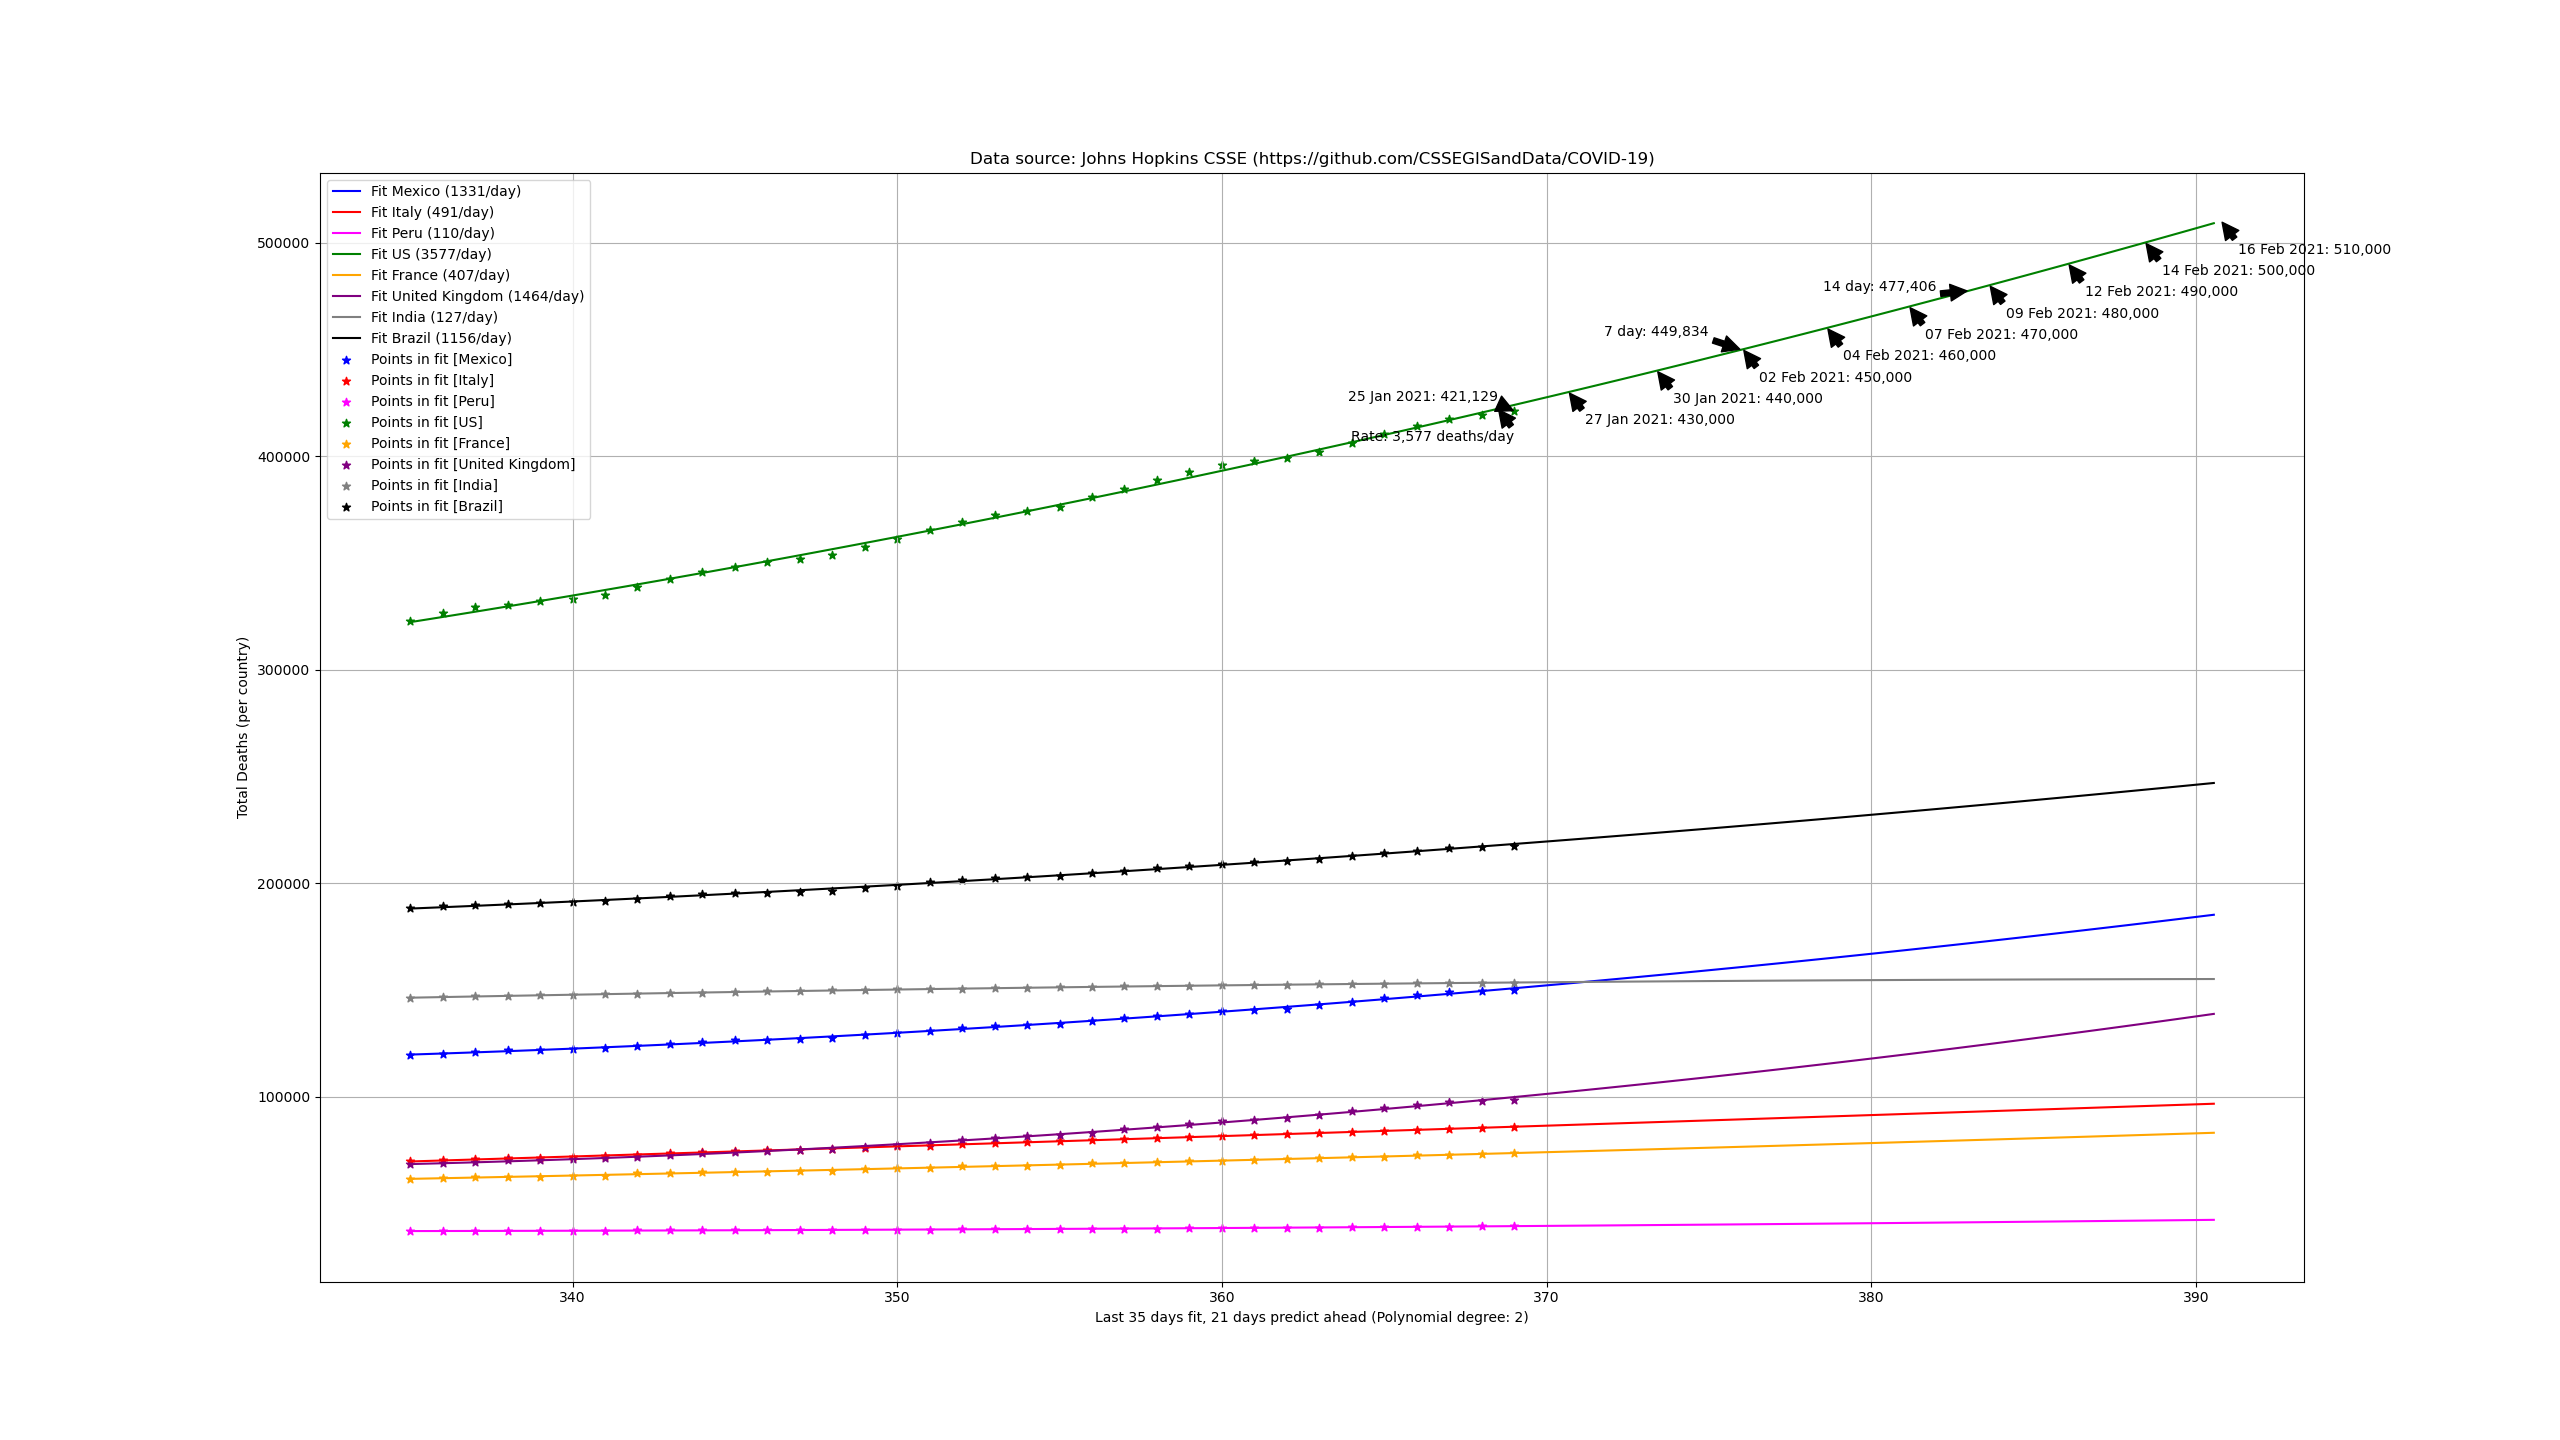 Data source: Johns Hopkins CSSE (https://github.com/CSSEGISandData/COVID-19)
Fit Mexico (1331/day)
Fit Italy (491/day)
Fit Peru (110/day)
Fit US (3577/day)
Fit France (407/day)
Fit United Kingdom (1464/day)
Fit India (127/day)
Fit Brazil (1156/day)
Points in fit [Mexico]
Points in fit [Italy]
Points in fit [Peru]
Points in fit [US]
Points in fit [France]
Points in fit [United Kingdom]
Points in fit [India]
Points in fit [Brazil]
16 Feb 2021: 510,000
14 Feb 2021: 500,000
14 day: 477,406
12 Feb 2021: 490,000
09 Feb 2021: 480,000
7 day: 449,834
07 Feb 2021: 470,000
04 Feb 2021: 460,000
02 Feb 2021: 450,000
25 Jan 2021: 421,129
30 Jan 2021: 440,000
27 Jan 2021: 430,000
Rate: 3,577 deaths/day
500000
400000
300000
200000
100000
Total Deaths (per country)
340 350 360 370 380 390
Last 35 days fit, 21 days predict ahead (Polynomial degree: 2)